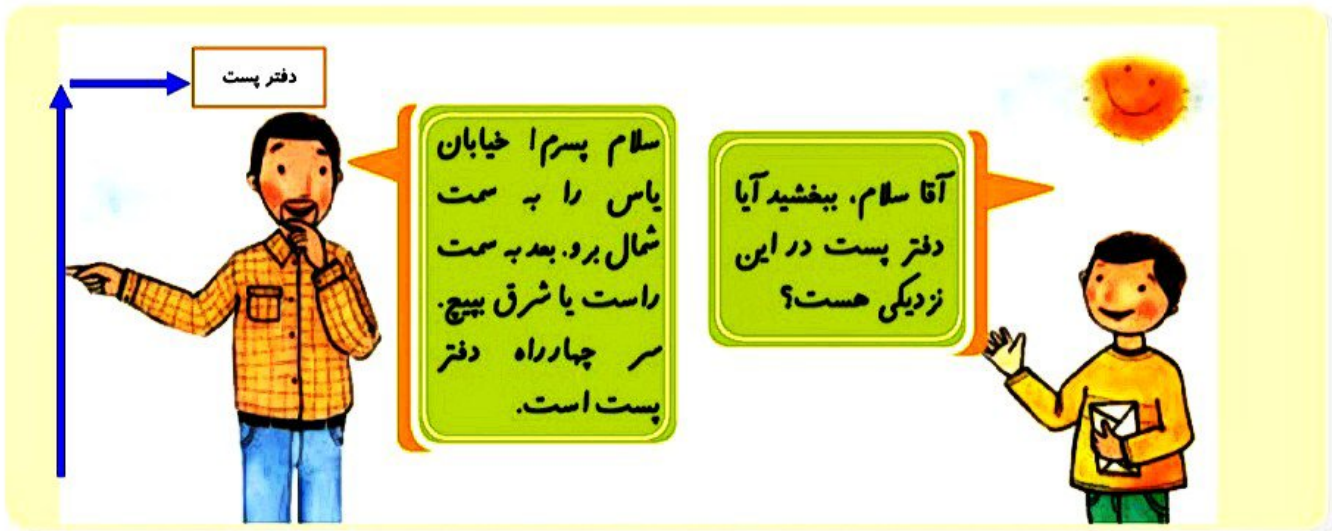 آقا سلام، ببخشید آیا
دفتر پست در این
نزدیکی هست؟
سلام پسرم! خیابان
یاس را به سمت
شمال برو. بعد به سمت
راست یا شرق بپیچ.
سر چهارراه دفتر
پست است.
دفتر پست